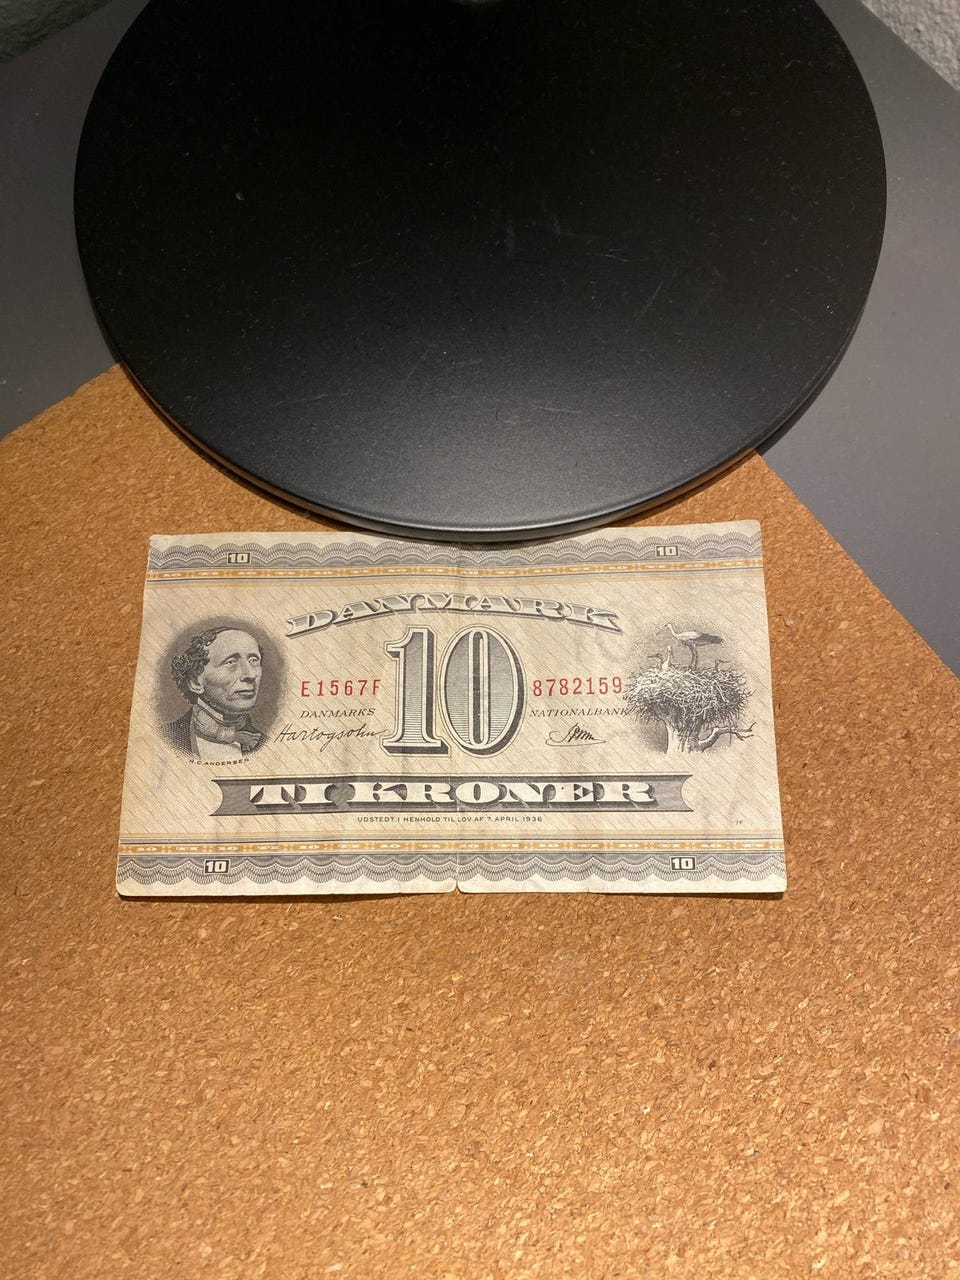 10 10
DANMARK
10
E1567F 8782159
DANMARKS NATIONALBANK
Hartogsohn
H.C.ANDERSEN
TI KRONER
UDSTEDT I HENHOLD TIL LOV AF 7. APRIL 1936
10 10